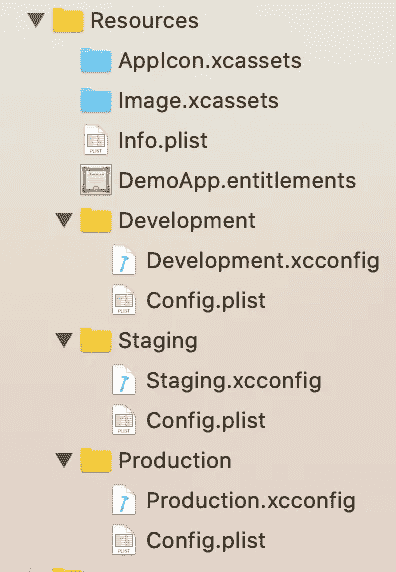 Resources
AppIcon.xcassets
Image.xcassets
Info.plist
DemoApp.entitlements
Development
Development.xcconfig
Config.plist
Staging
Staging.xcconfig
Config.plist
Production
Production.xcconfig
Config.plist